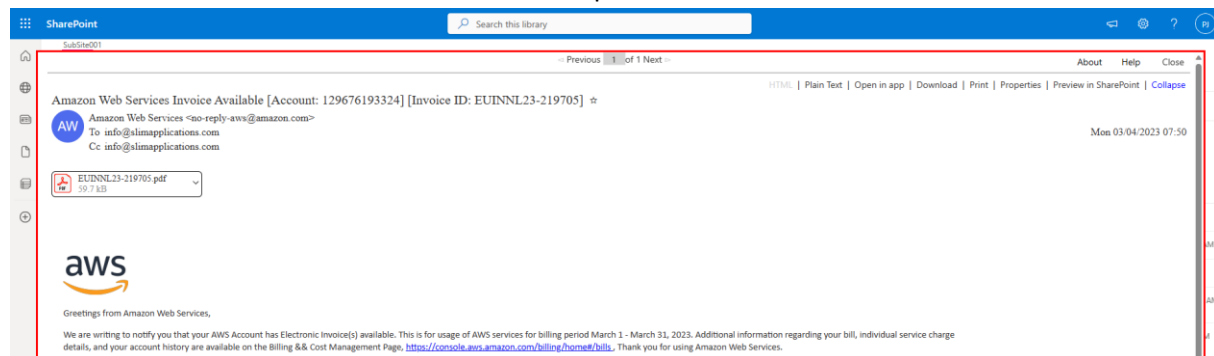 SharePoint
Search this library
?
PJ
SubSite001
Previous 1 of 1 Next
About Help Close
HTML | Plain Text | Open in app | Download | Print | Properties | Preview in SharePoint | Collapse
Amazon Web Services Invoice Available [Account: 129676193324] [Invoice ID: EUINNL23-219705] ☆
AW
Amazon Web Services <no-reply-aws@amazon.com>
To info@slimapplications.com
Cc info@slimapplications.com
Mon 03/04/2023 07:50
PDF
EUINNL23-219705.pdf
59.7 kB
aws
Greetings from Amazon Web Services,
We are writing to notify you that your AWS Account has Electronic Invoice(s) available. This is for usage of AWS services for billing period March 1 - March 31, 2023. Additional information regarding your bill, individual service charge
details, and your account history are available on the Billing && Cost Management Page, https://console.aws.amazon.com/billing/home#/bills . Thank you for using Amazon Web Services.